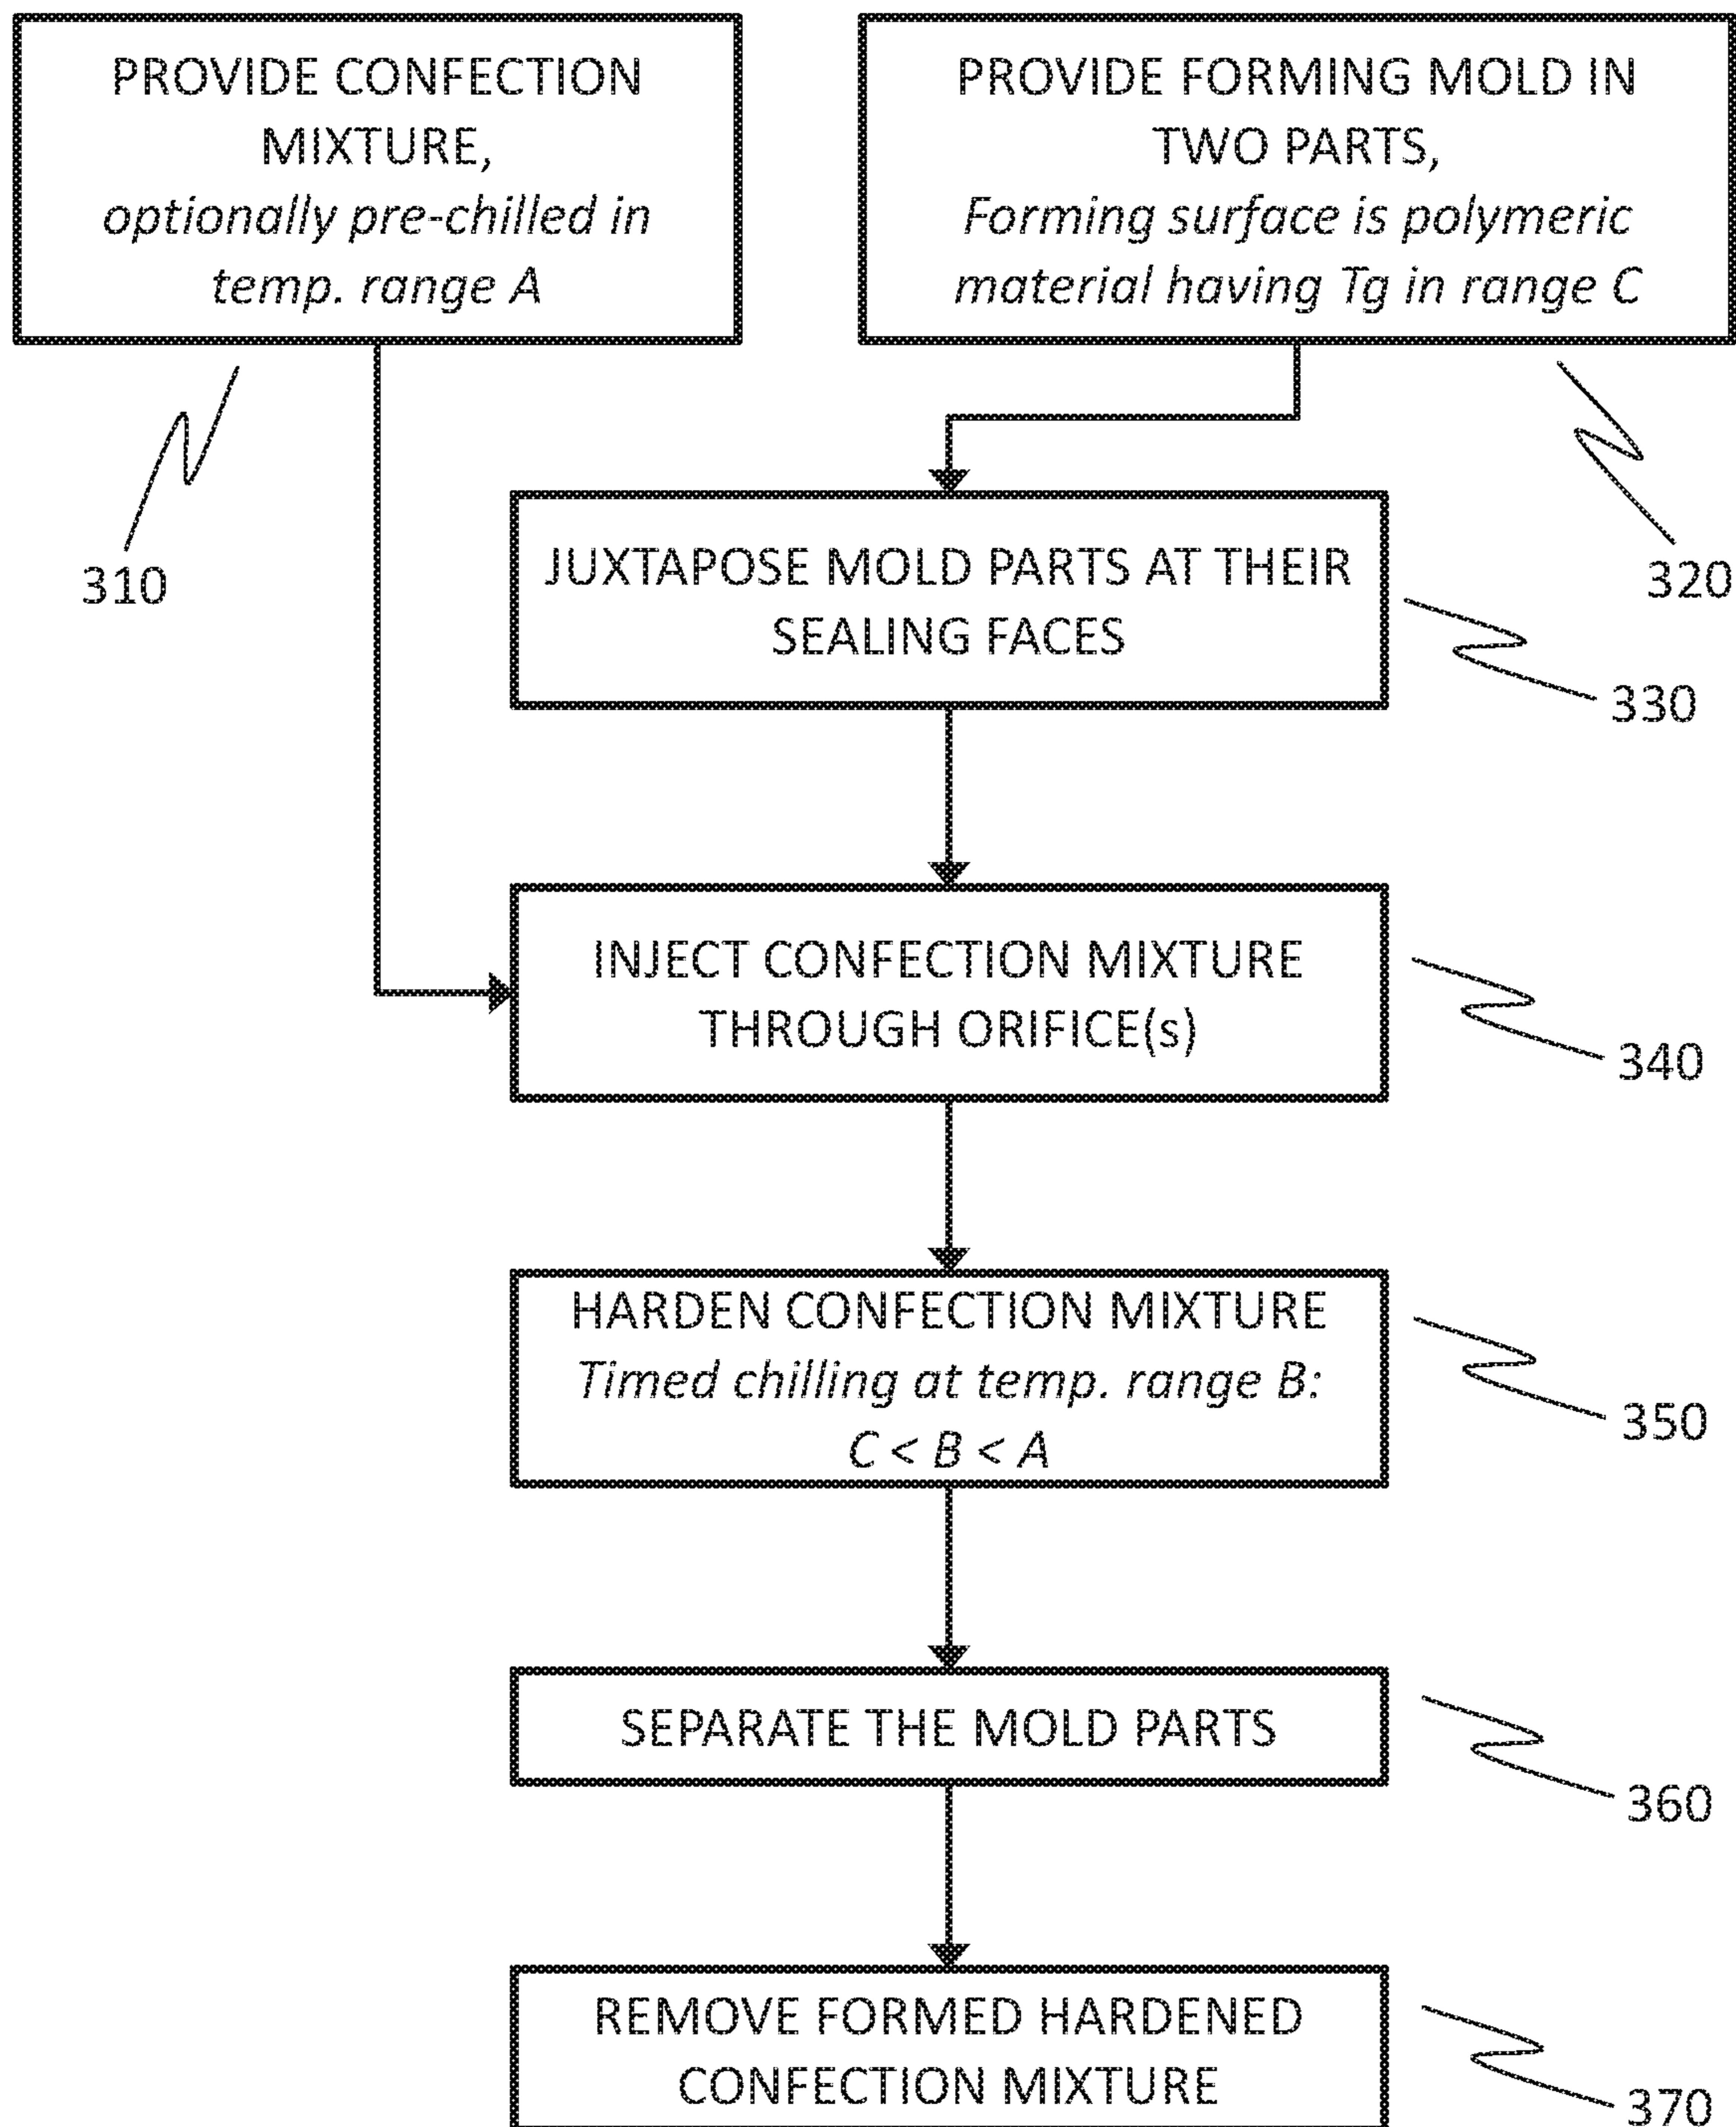 PROVIDE CONFECTION
MIXTURE,
optionally pre-chilled in
temp. range A
310
PROVIDE FORMING MOLD IN
TWO PARTS,
Forming surface is polymeric
material having Tg in range C
320
JUXTAPOSE MOLD PARTS AT THEIR
SEALING FACES
330
INJECT CONFECTION MIXTURE
THROUGH ORIFICE(s)
340
HARDEN CONFECTION MIXTURE
Timed chilling at temp. range B:
C < B < A
350
SEPARATE THE MOLD PARTS
360
REMOVE FORMED HARDENED
CONFECTION MIXTURE
370